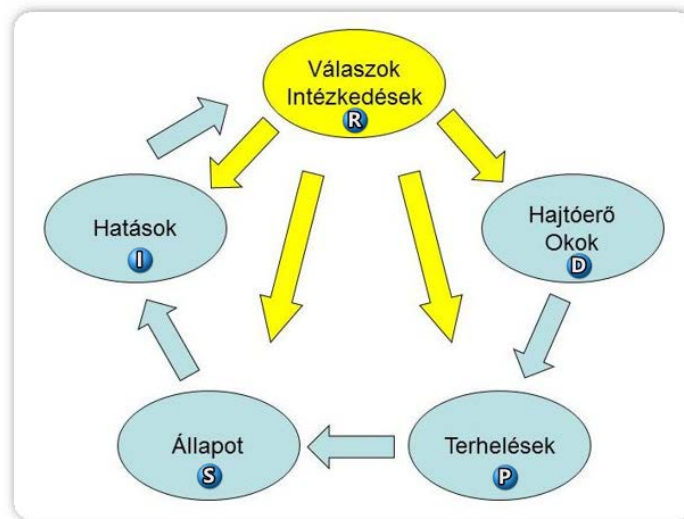 Válaszok
Intézkedések
R
Hatások
I
Hajtóerő
Okok
D
Állapot
S
Terhelések
P